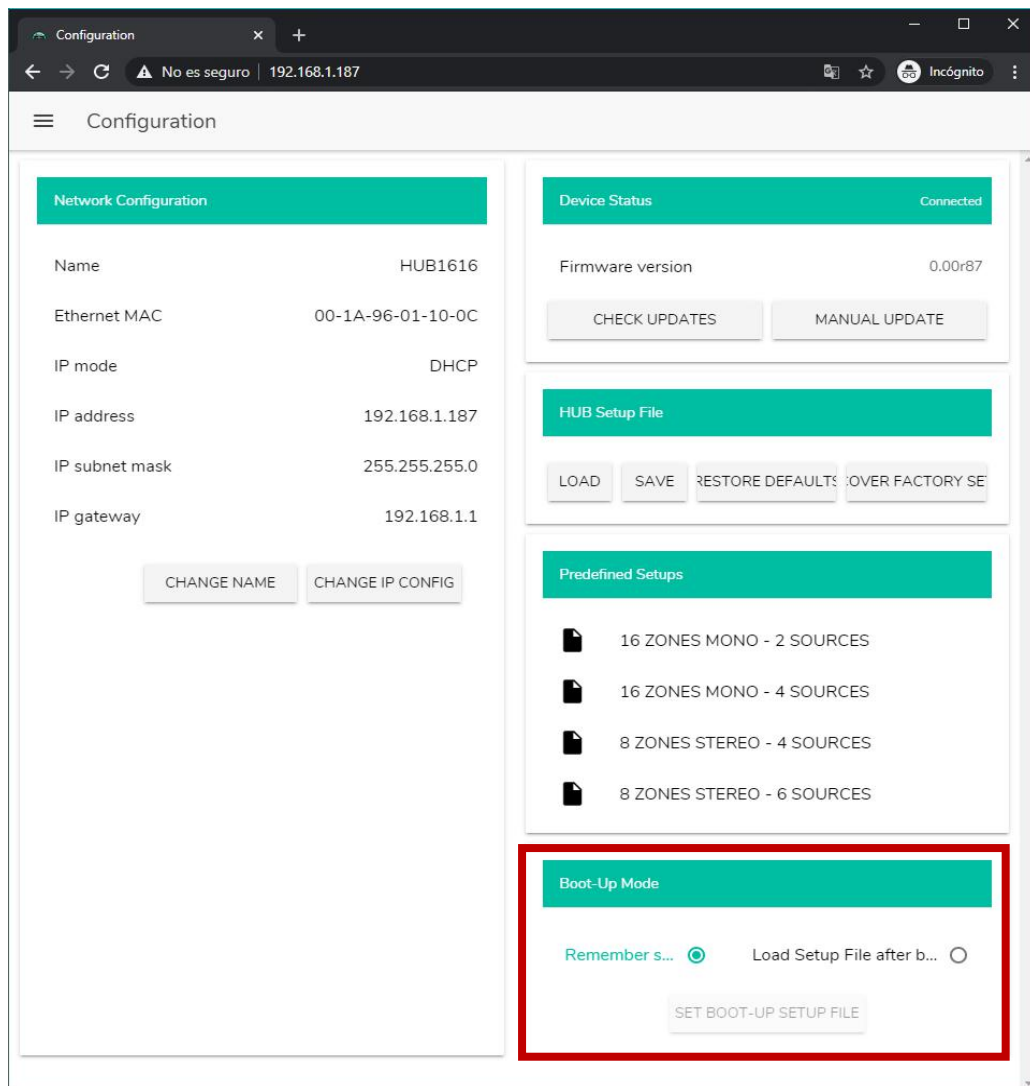 Configuration
No es seguro | 192.168.1.187
Incógnito
Configuration
Network Configuration
Name HUB1616
Ethernet MAC 00-1A-96-01-10-0C
IP mode DHCP
IP address 192.168.1.187
IP subnet mask 255.255.255.0
IP gateway 192.168.1.1
CHANGE NAME CHANGE IP CONFIG
Device Status Connected
Firmware version 0.00r87
CHECK UPDATES MANUAL UPDATE
HUB Setup File
LOAD SAVE RESTORE DEFAULTS COVER FACTORY SE
Predefined Setups
16 ZONES MONO - 2 SOURCES
16 ZONES MONO - 4 SOURCES
8 ZONES STEREO - 4 SOURCES
8 ZONES STEREO - 6 SOURCES
Boot-Up Mode
Remember s... Load Setup File after b...
SET BOOT-UP SETUP FILE